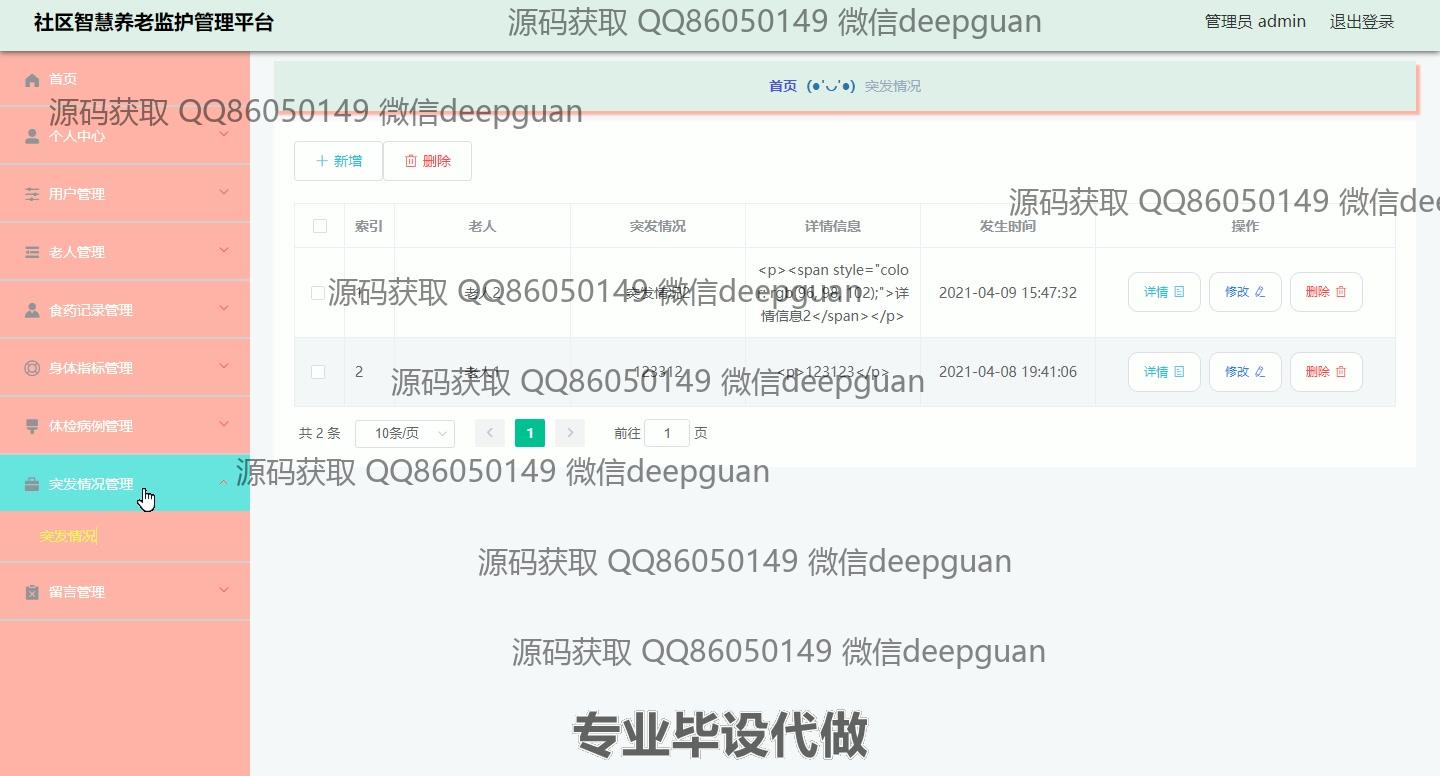 社区智慧养老监护管理平台
源码获取 QQ86050149 微信deepguan
管理员 admin
退出登录
首页
首页 (●'◡'●) 突发情况
源码获取 QQ86050149 微信deepguan
个人中心
新增
删除
用户管理
源码获取 QQ86050149 微信dee
索引 老人 突发情况 详情信息 发生时间 操作
老人管理
<p><span style="colo
r: rgb(96, 98, 102);">详
情信息2</span></p>
1 老人2 突发情况2 2021-04-09 15:47:32 详情 修改 删除
源码获取 QQ86050149 微信deepguan
食药记录管理
身体指标管理
2 老人1 123312 <p>123123</p> 2021-04-08 19:41:06 详情 修改 删除
源码获取 QQ86050149 微信deepguan
体检病例管理
共 2 条 10条/页 1 前往 1 页
突发情况管理
源码获取 QQ86050149 微信deepguan
突发情况
源码获取 QQ86050149 微信deepguan
留言管理
源码获取 QQ86050149 微信deepguan
专业毕设代做